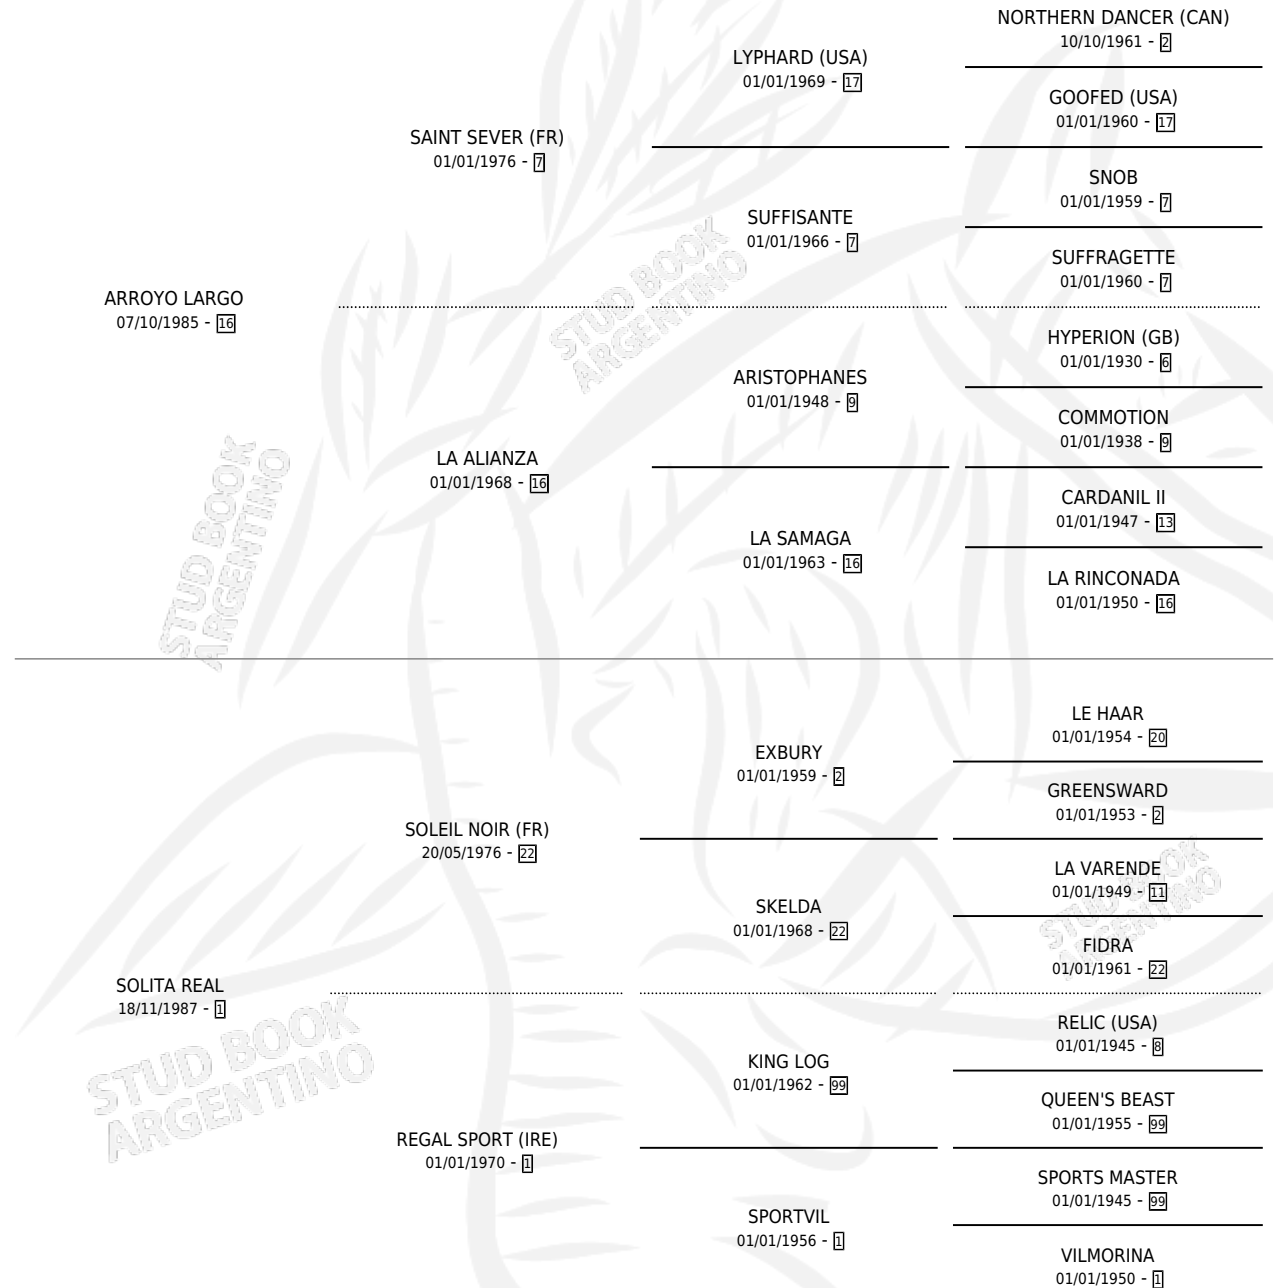 NORTHERN DANCER (CAN)
10/10/1961 - 2
LYPHARD (USA)
01/01/1969 - 17
GOOFED (USA)
01/01/1960 - 17
SAINT SEVER (FR)
01/01/1976 - 7
SNOB
01/01/1959 - 7
SUFFISANTE
01/01/1966 - 7
SUFFRAGETTE
01/01/1960 - 7
ARROYO LARGO
07/10/1985 - 16
HYPERION (GB)
01/01/1930 - 6
ARISTOPHANES
01/01/1948 - 9
COMMOTION
01/01/1938 - 9
LA ALIANZA
01/01/1968 - 16
CARDANIL II
01/01/1947 - 13
LA SAMAGA
01/01/1963 - 16
LA RINCONADA
01/01/1950 - 16
LE HAAR
01/01/1954 - 20
EXBURY
01/01/1959 - 2
GREENSWARD
01/01/1953 - 2
SOLEIL NOIR (FR)
20/05/1976 - 22
LA VARENDE
01/01/1949 - 11
SKELDA
01/01/1968 - 22
FIDRA
01/01/1961 - 22
SOLITA REAL
18/11/1987 - 1
RELIC (USA)
01/01/1945 - 8
KING LOG
01/01/1962 - 99
QUEEN'S BEAST
01/01/1955 - 99
REGAL SPORT (IRE)
01/01/1970 - 1
SPORTS MASTER
01/01/1945 - 99
SPORTVIL
01/01/1956 - 1
VILMORINA
01/01/1950 - 1
STUD BOOK
ARGENTINO
STUD BOOK
ARGENTINO
STUD BOOK
ARGENTINO
STUD BOOK
ARGENTINO